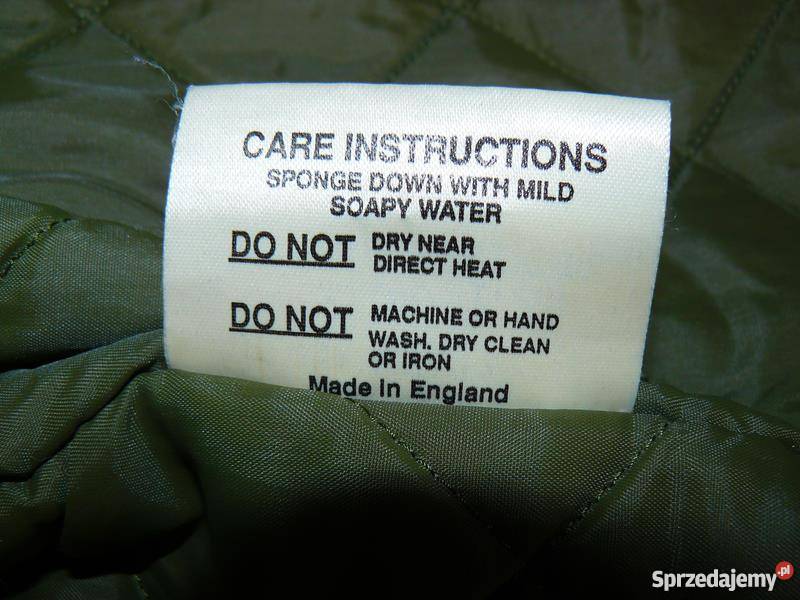 CARE INSTRUCTIONS
SPONGE DOWN WITH MILD
SOAPY WATER
DO NOT DRY NEAR
DIRECT HEAT
DO NOT MACHINE OR HAND
WASH. DRY CLEAN
OR IRON
Made in England
Sprzedajemy.pl